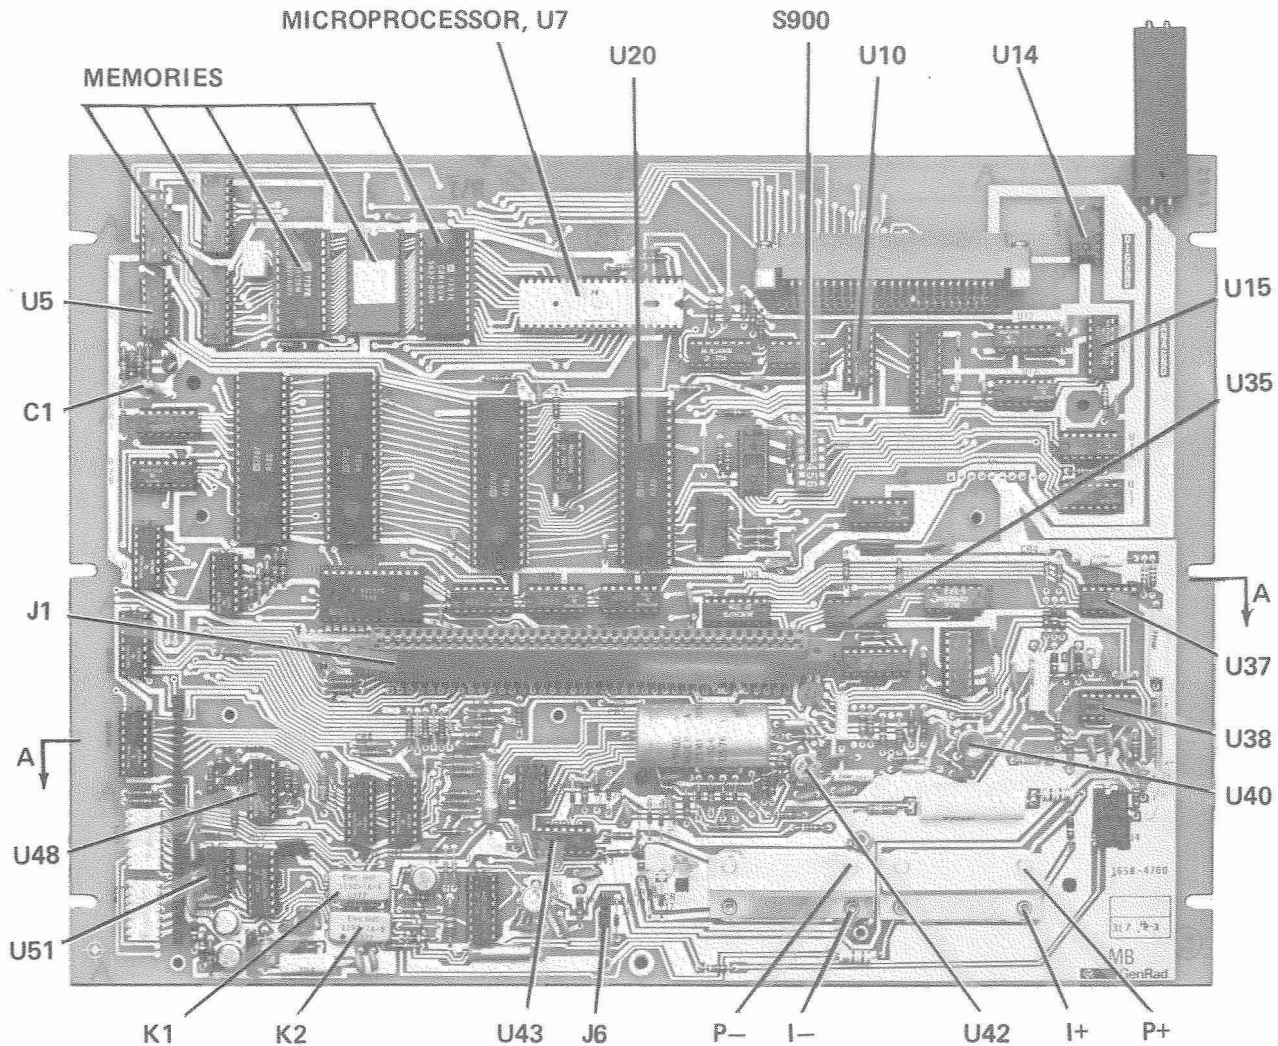 MICROPROCESSOR, U7
S900
U20
U10
U14
MEMORIES
U5
U15
C1
U35
J1
A
U37
A
U38
U40
U48
U51
1658-4700
MB
GenRad
K1
K2
U43
J6
P−
I−
U42
I+
P+